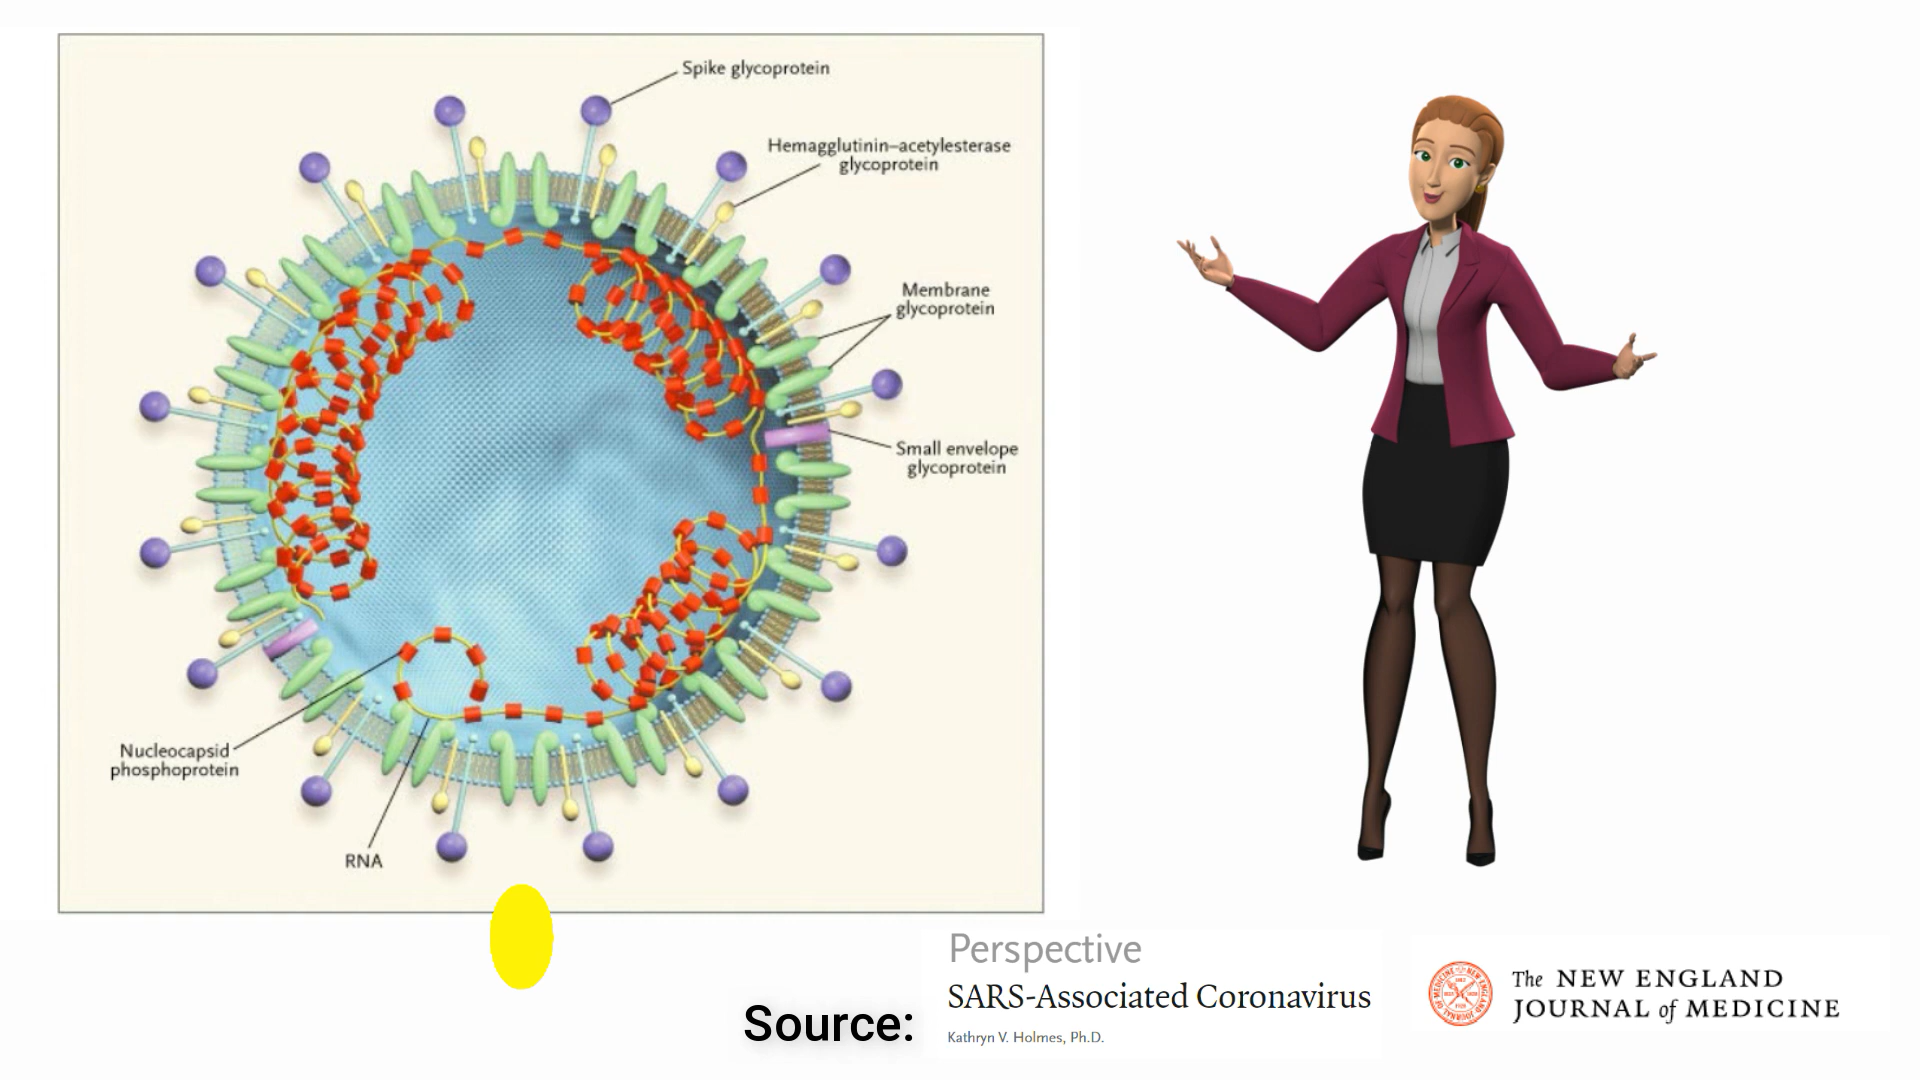 Spike glycoprotein
Hemagglutinin–acetylesterase
glycoprotein
Membrane
glycoprotein
Small envelope
glycoprotein
Nucleocapsid
phosphoprotein
RNA
Source:
Perspective
SARS-Associated Coronavirus
Kathryn V. Holmes, Ph.D.
The NEW ENGLAND
JOURNAL of MEDICINE